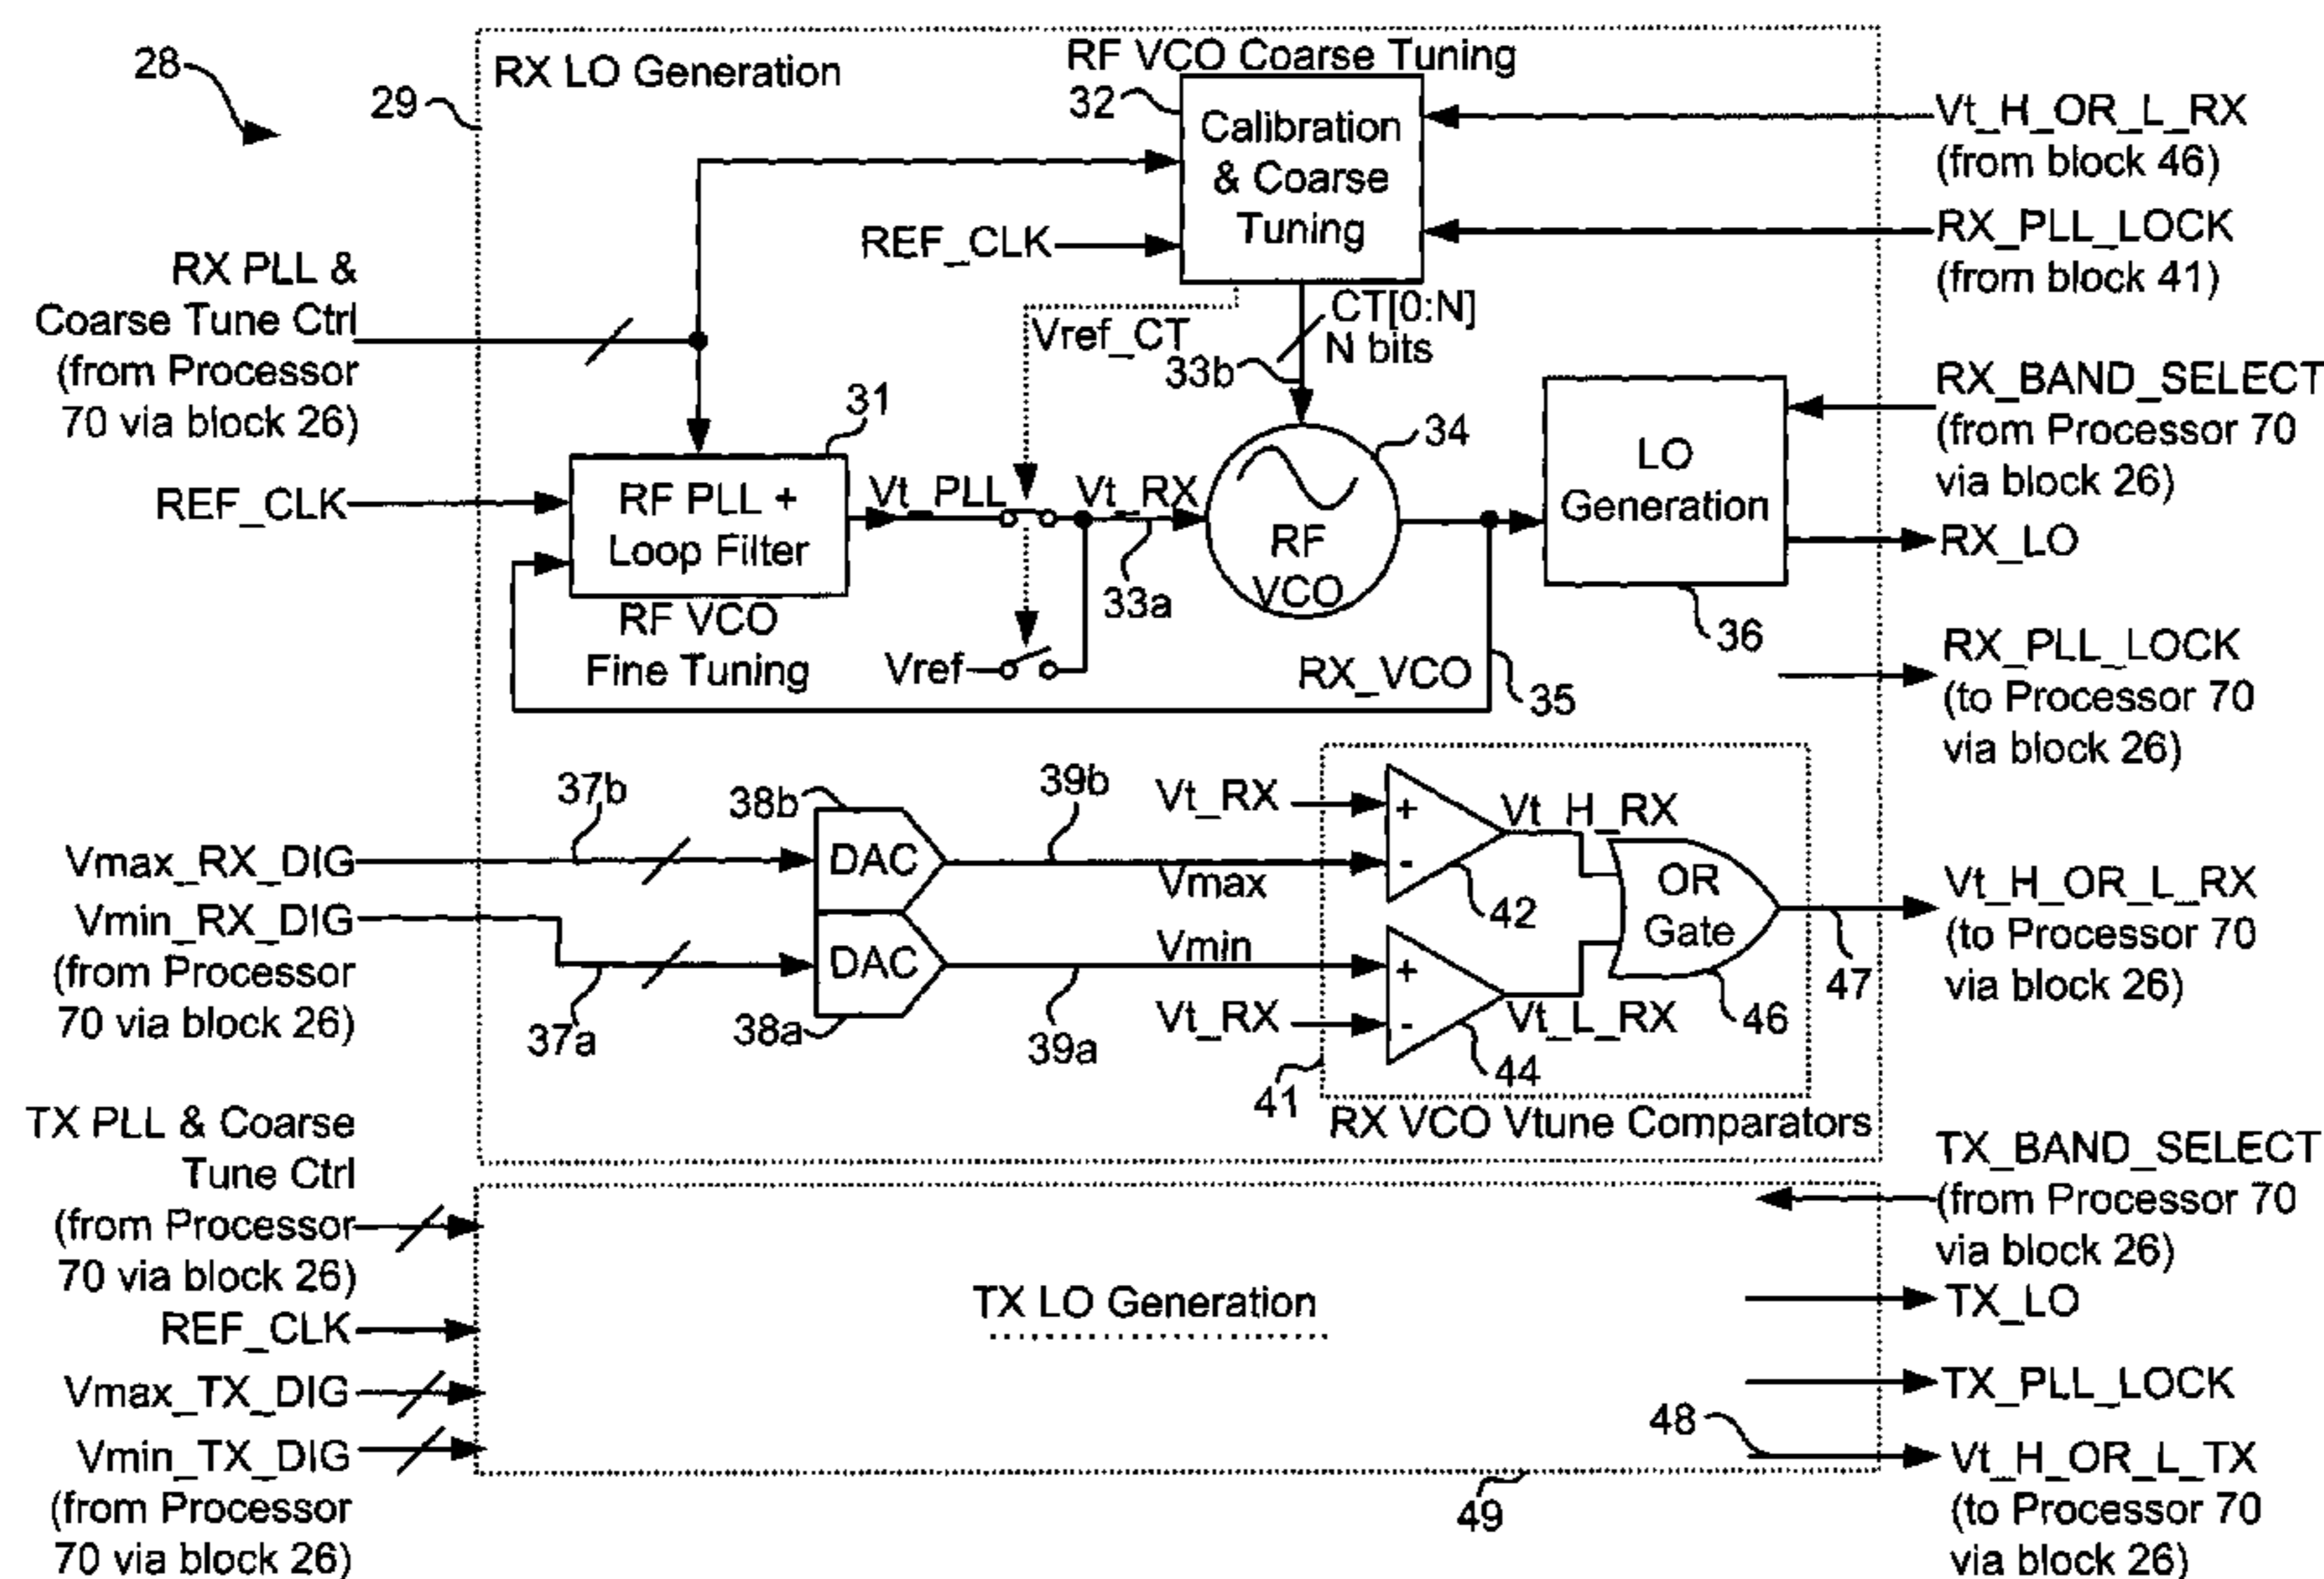 28
29
RX LO Generation
RF VCO Coarse Tuning
32
Calibration
& Coarse
Tuning
Vt_H_OR_L_RX
(from block 46)
RX_PLL_LOCK
(from block 41)
REF_CLK
RX PLL &
Coarse Tune Ctrl
(from Processor
70 via block 26)
Vref_CT
CT[0:N]
N bits
33b
RX_BAND_SELECT
(from Processor 70
via block 26)
31
34
REF_CLK
RF PLL +
Loop Filter
Vt_PLL
Vt_RX
RF
VCO
LO
Generation
RX_LO
33a
36
RF VCO
Fine Tuning
Vref
RX_VCO
35
RX_PLL_LOCK
(to Processor 70
via block 26)
37b
38b
39b
Vt_RX
+
Vt_H_RX
Vmax_RX_DIG
DAC
Vmax
-
42
OR
Gate
Vt_H_OR_L_RX
(to Processor 70
via block 26)
Vmin_RX_DIG
(from Processor
70 via block 26)
DAC
Vmin
+
47
37a
38a
39a
Vt_RX
-
Vt_L_RX
46
44
41
RX VCO Vtune Comparators
TX PLL & Coarse
Tune Ctrl
(from Processor
70 via block 26)
TX_BAND_SELECT
(from Processor 70
via block 26)
REF_CLK
TX LO Generation
TX_LO
Vmax_TX_DIG
TX_PLL_LOCK
48
Vmin_TX_DIG
(from Processor
70 via block 26)
Vt_H_OR_L_TX
(to Processor 70
via block 26)
49